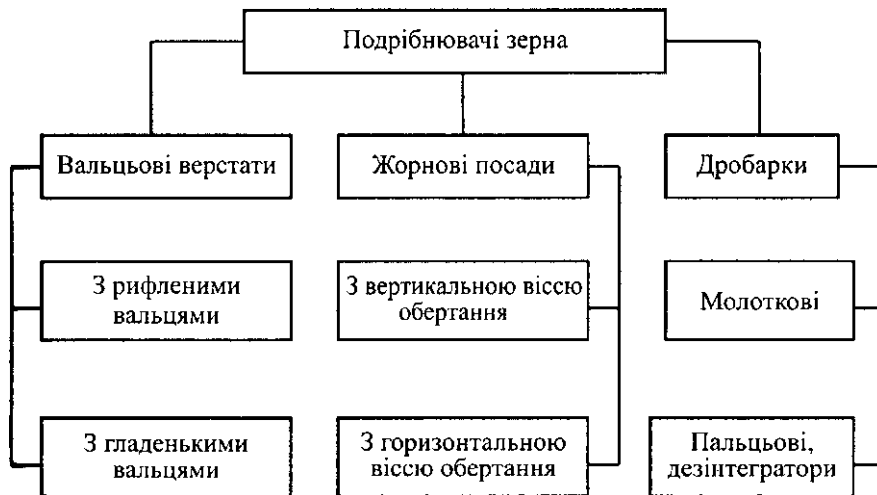 Подрібнювачі зерна
Вальцьові верстати
Жорнові посади
Дробарки
З рифленими
вальцями
З вертикальною віссю
обертання
Молоткові
З гладенькими
вальцями
З горизонтальною
віссю обертання
Пальцьові,
дезінтегратори